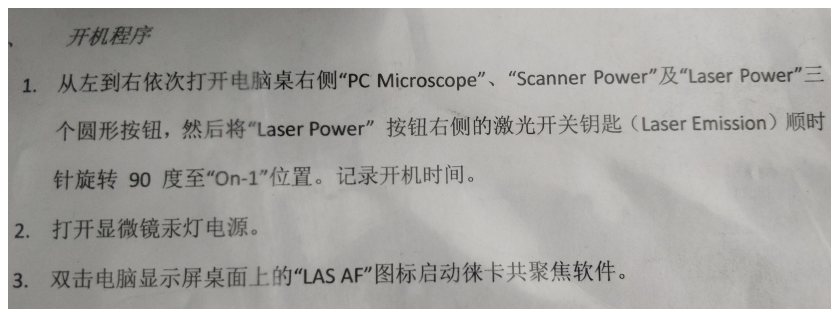 、 开机程序
1. 从左到右依次打开电脑桌右侧“PC Microscope”、“Scanner Power”及“Laser Power”三
个圆形按钮，然后将“Laser Power” 按钮右侧的激光开关钥匙（Laser Emission）顺时
针旋转 90 度至“On-1”位置。记录开机时间。
2. 打开显微镜汞灯电源。
3. 双击电脑显示屏桌面上的“LAS AF”图标启动徕卡共聚焦软件。